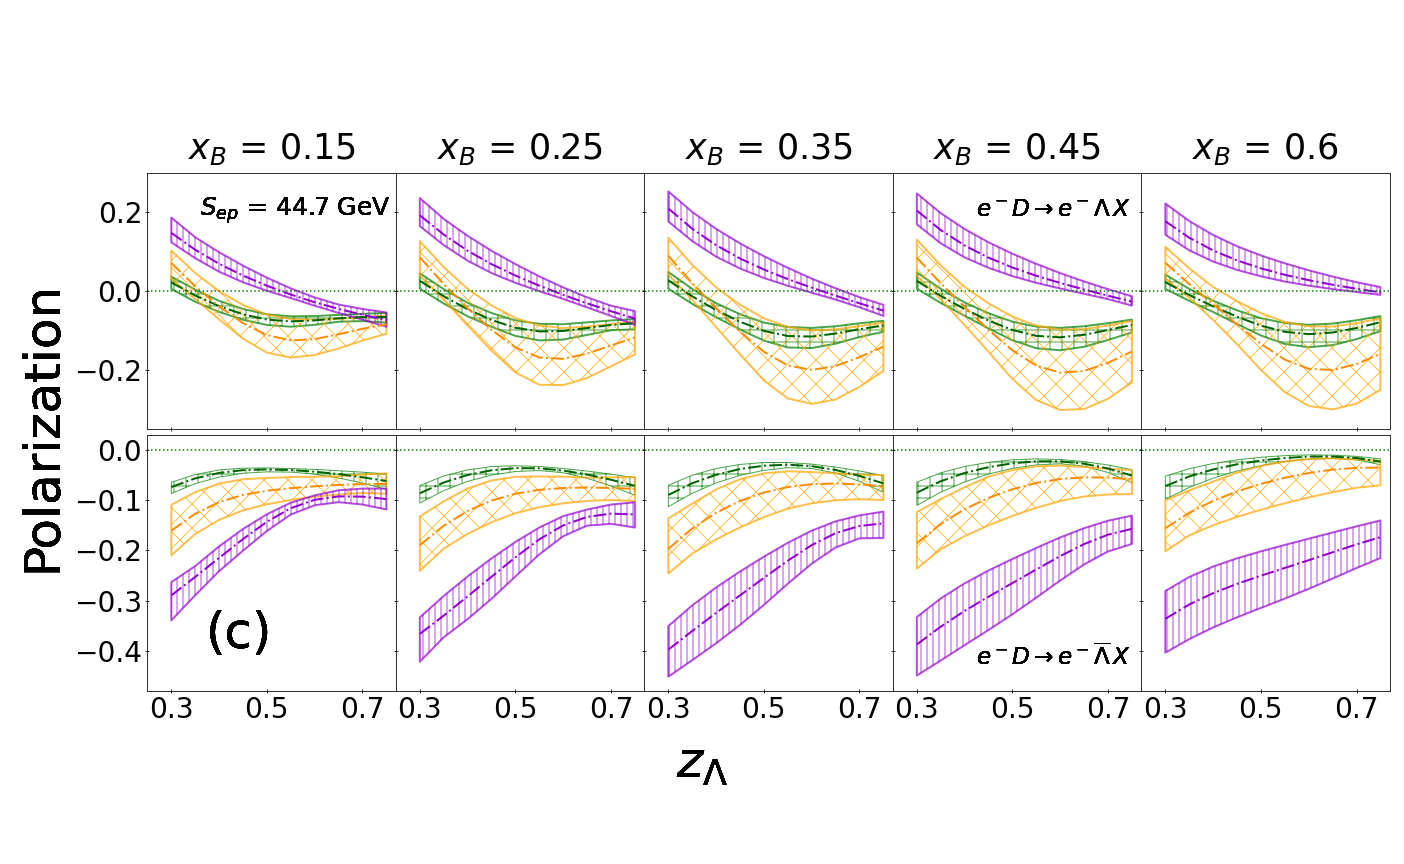 x_B = 0.15 x_B = 0.25 x_B = 0.35 x_B = 0.45 x_B = 0.6
S_ep = 44.7 GeV
e⁻D→e⁻ΛX
0.2
0.0
−0.2
Polarization
0.0
−0.1
−0.2
−0.3
−0.4
(c)
e⁻D→e⁻Λ̅X
0.3 0.5 0.7 0.3 0.5 0.7 0.3 0.5 0.7 0.3 0.5 0.7 0.3 0.5 0.7
z_Λ